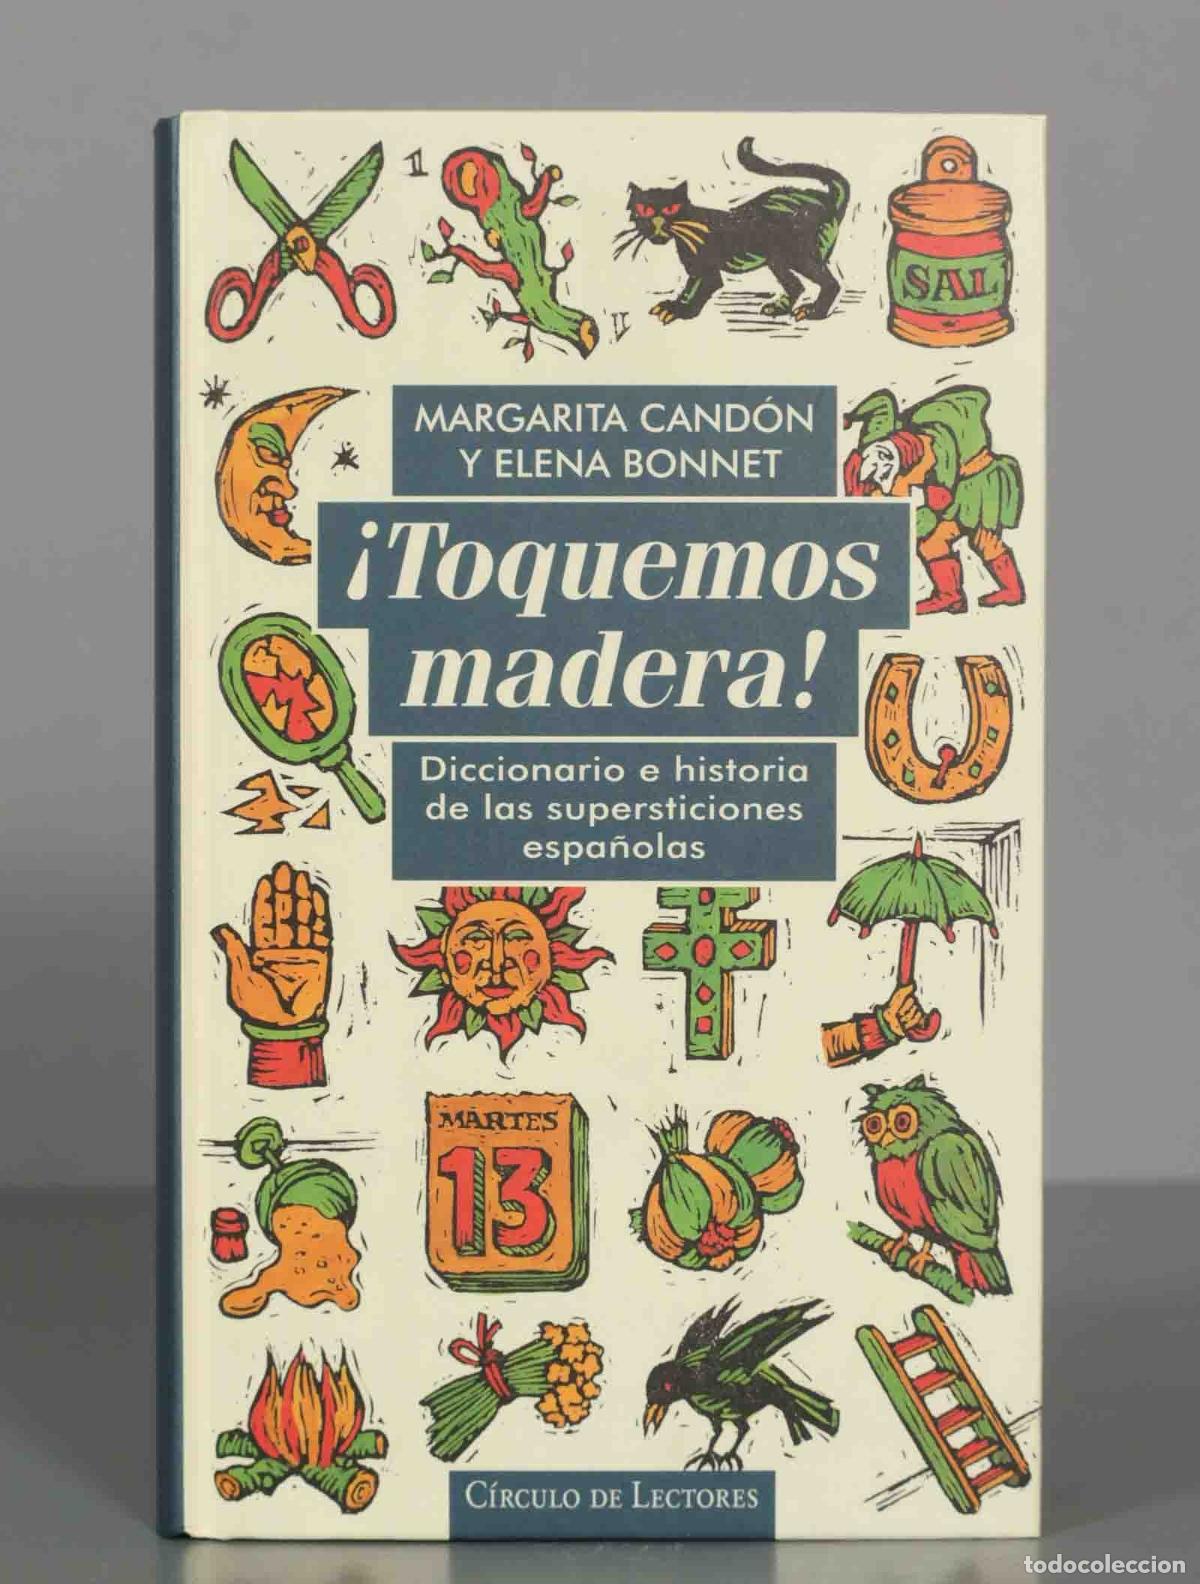 1
II
SAL
MARGARITA CANDÓN
Y ELENA BONNET
¡Toquemos
madera!
Diccionario e historia
de las supersticiones
españolas
MARTES
13
CÍRCULO DE LECTORES
todocoleccion